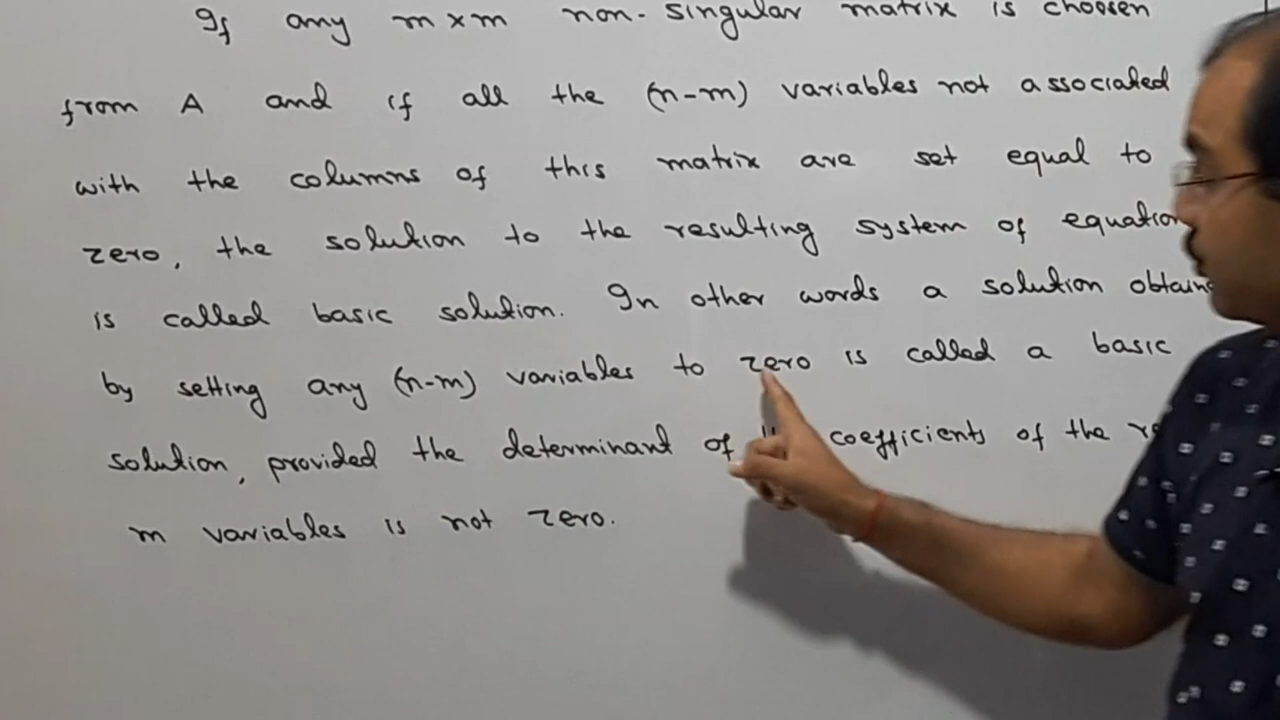 If any m x m non-singular matrix is choosen
from A and if all the (n-m) variables not associated
with the columns of this matrix are set equal to
zero, the solution to the resulting system of equation
is called basic solution. In other words a solution obtain
by setting any (n-m) variables to zero is called a basic
solution, provided the determinant of coefficients of the
m variables is not zero.